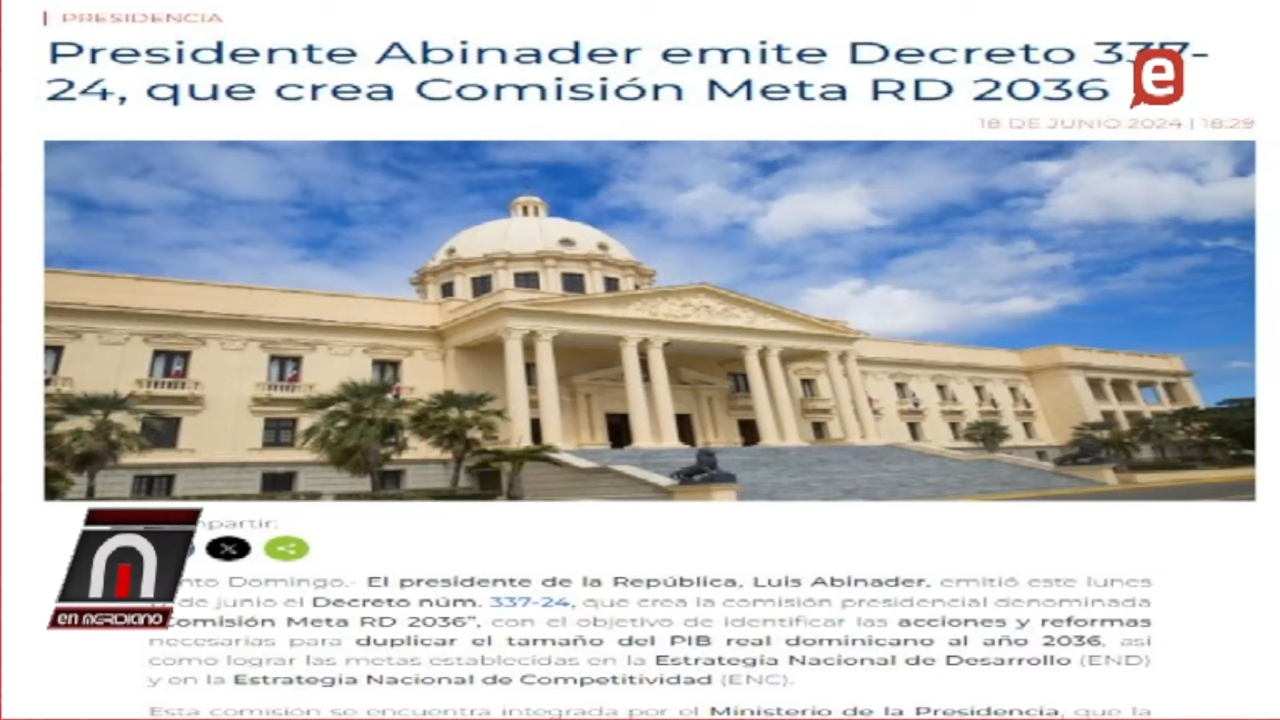 PRESIDENCIA
Presidente Abinader emite Decreto 337-
24, que crea Comisión Meta RD 2036
e
18 DE JUNIO 2024 | 18:29
mpartir:
nto Domingo.- El presidente de la República, Luis Abinader, emitió este lunes
de junio el Decreto núm. 337-24, que crea la comisión presidencial denominada
Comisión Meta RD 2036”, con el objetivo de identificar las acciones y reformas
necesarias para duplicar el tamaño del PIB real dominicano al año 2036, así
como lograr las metas establecidas en la Estrategia Nacional de Desarrollo (END)
y en la Estrategia Nacional de Competitividad (ENC).
Esta comisión se encuentra integrada por el Ministerio de la Presidencia, que la
EN MERIDIANO